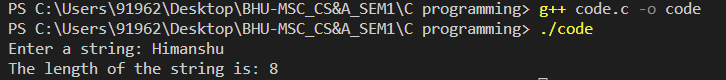 PS C:\Users\91962\Desktop\BHU-MSC_CS&A_SEM1\C programming> g++ code.c -o code
PS C:\Users\91962\Desktop\BHU-MSC_CS&A_SEM1\C programming> ./code
Enter a string: Himanshu
The length of the string is: 8